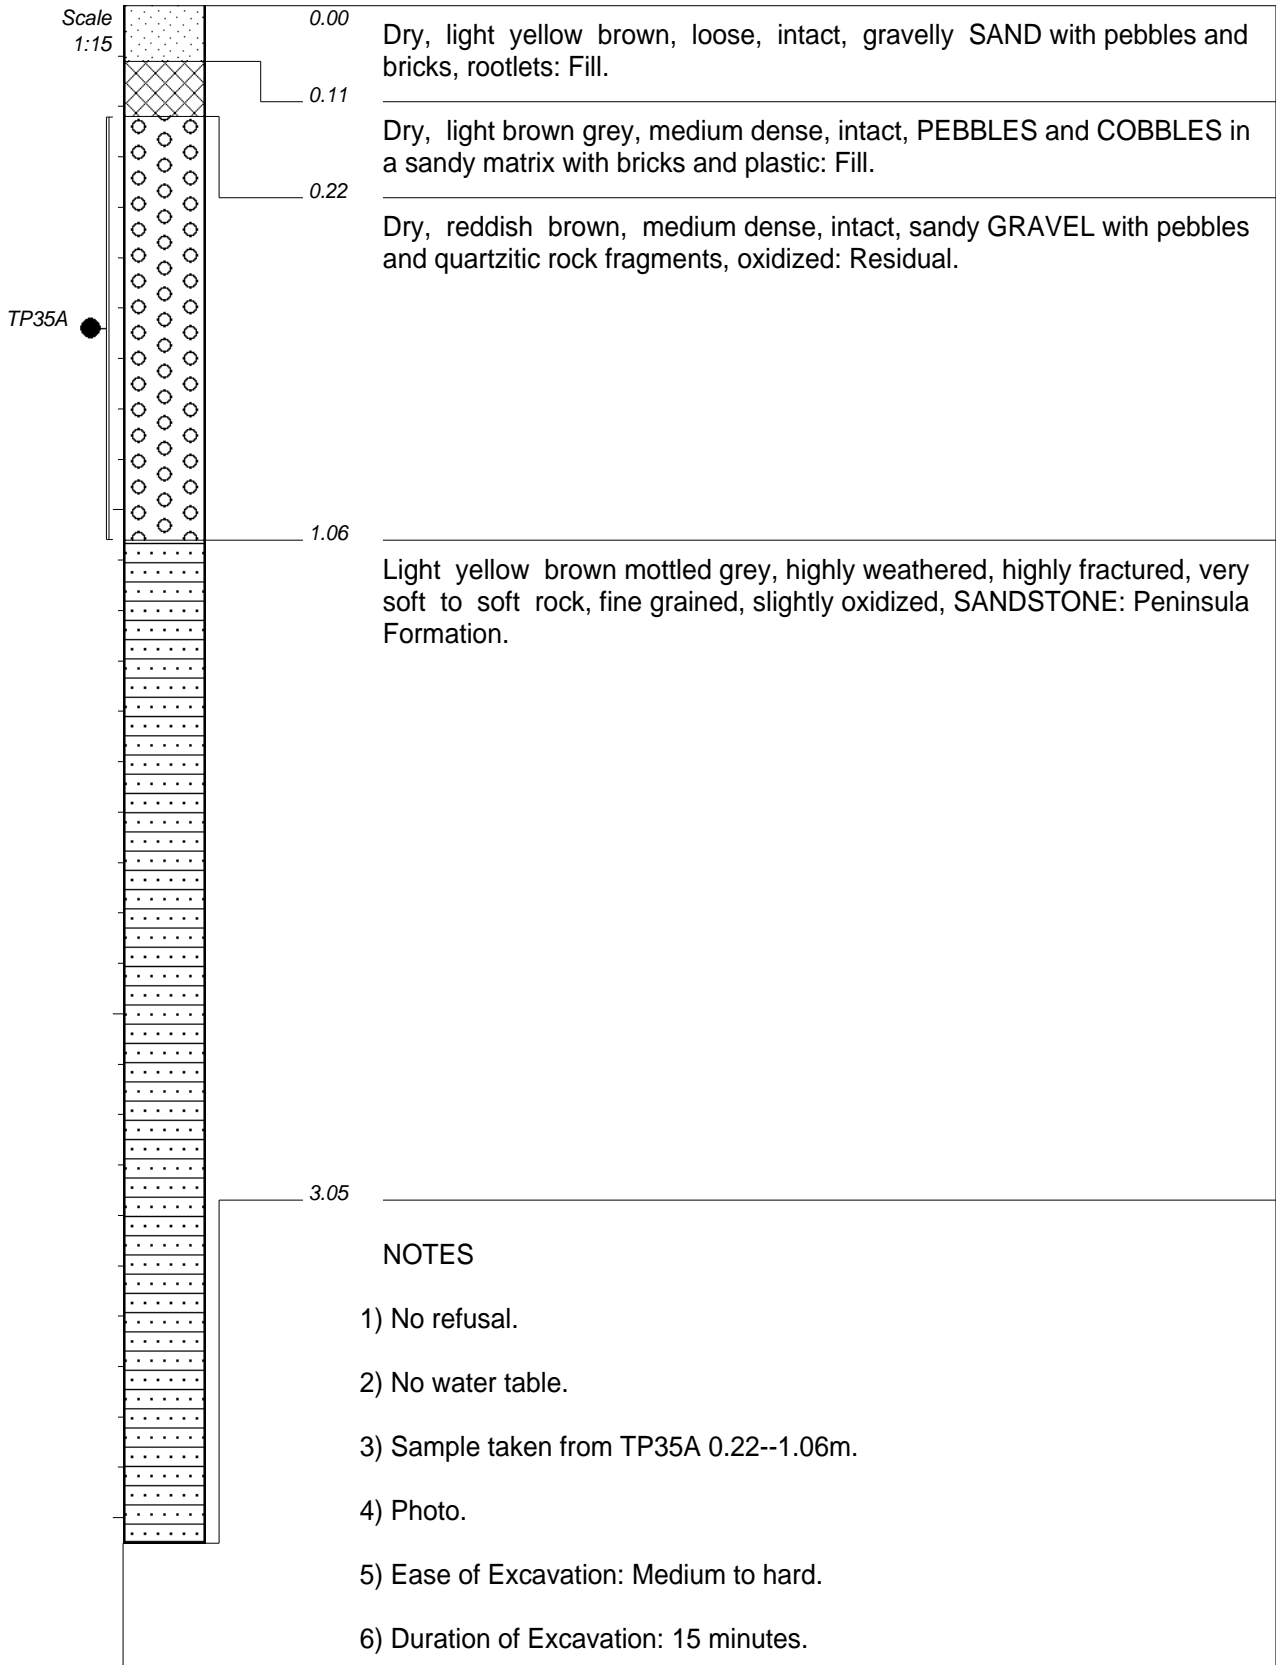 Scale
1:15
0.00
Dry, light yellow brown, loose, intact, gravelly SAND with pebbles and
bricks, rootlets: Fill.
0.11
Dry, light brown grey, medium dense, intact, PEBBLES and COBBLES in
a sandy matrix with bricks and plastic: Fill.
0.22
Dry, reddish brown, medium dense, intact, sandy GRAVEL with pebbles
and quartzitic rock fragments, oxidized: Residual.
TP35A
1.06
Light yellow brown mottled grey, highly weathered, highly fractured, very
soft to soft rock, fine grained, slightly oxidized, SANDSTONE: Peninsula
Formation.
3.05
NOTES
1) No refusal.
2) No water table.
3) Sample taken from TP35A 0.22--1.06m.
4) Photo.
5) Ease of Excavation: Medium to hard.
6) Duration of Excavation: 15 minutes.